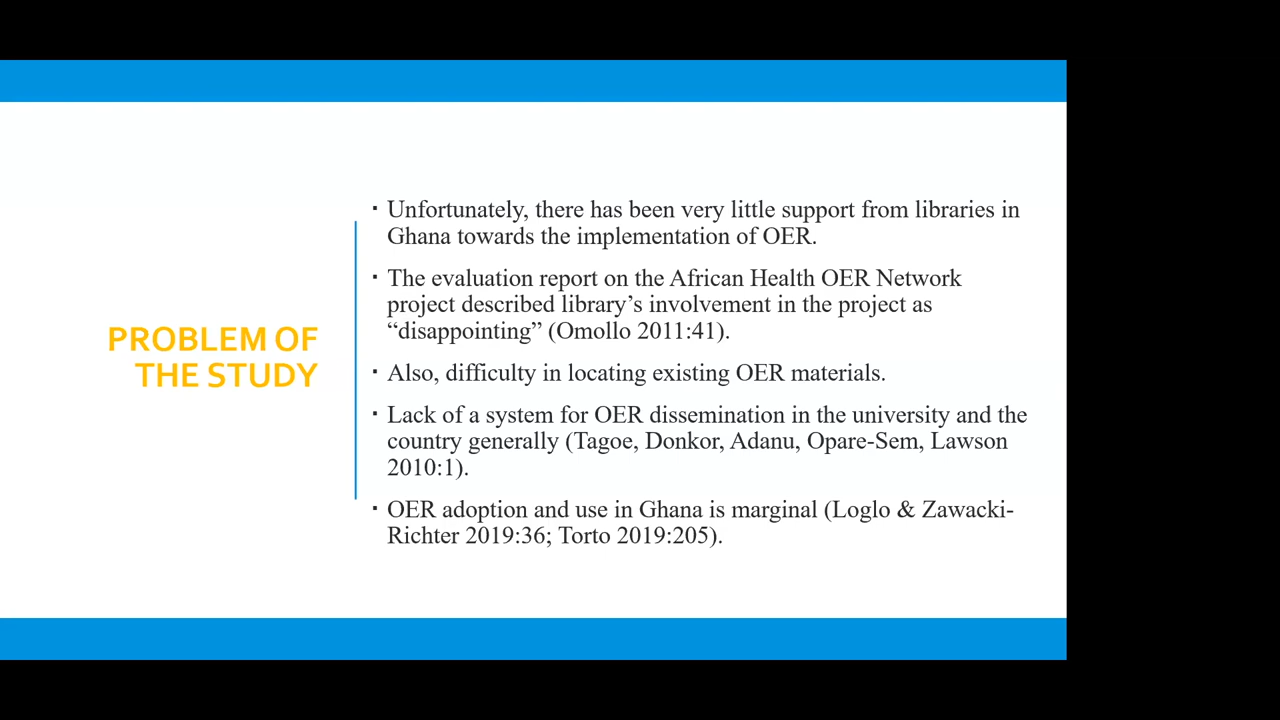 PROBLEM OF
THE STUDY
▪ Unfortunately, there has been very little support from libraries in
Ghana towards the implementation of OER.
▪ The evaluation report on the African Health OER Network
project described library’s involvement in the project as
“disappointing” (Omollo 2011:41).
▪ Also, difficulty in locating existing OER materials.
▪ Lack of a system for OER dissemination in the university and the
country generally (Tagoe, Donkor, Adanu, Opare-Sem, Lawson
2010:1).
▪ OER adoption and use in Ghana is marginal (Loglo & Zawacki-
Richter 2019:36; Torto 2019:205).